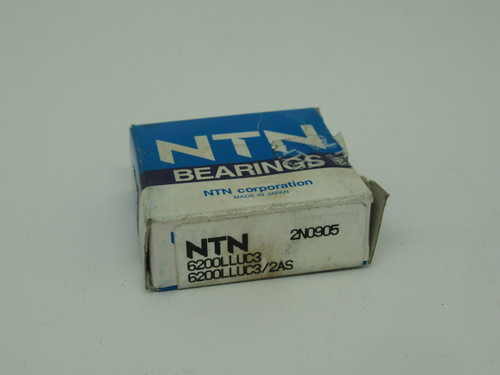 NTN
BEARINGS
NTN corporation
MADE IN JAPAN
NTN 2N0905
6200LLUC3
6200LLUC3/2AS